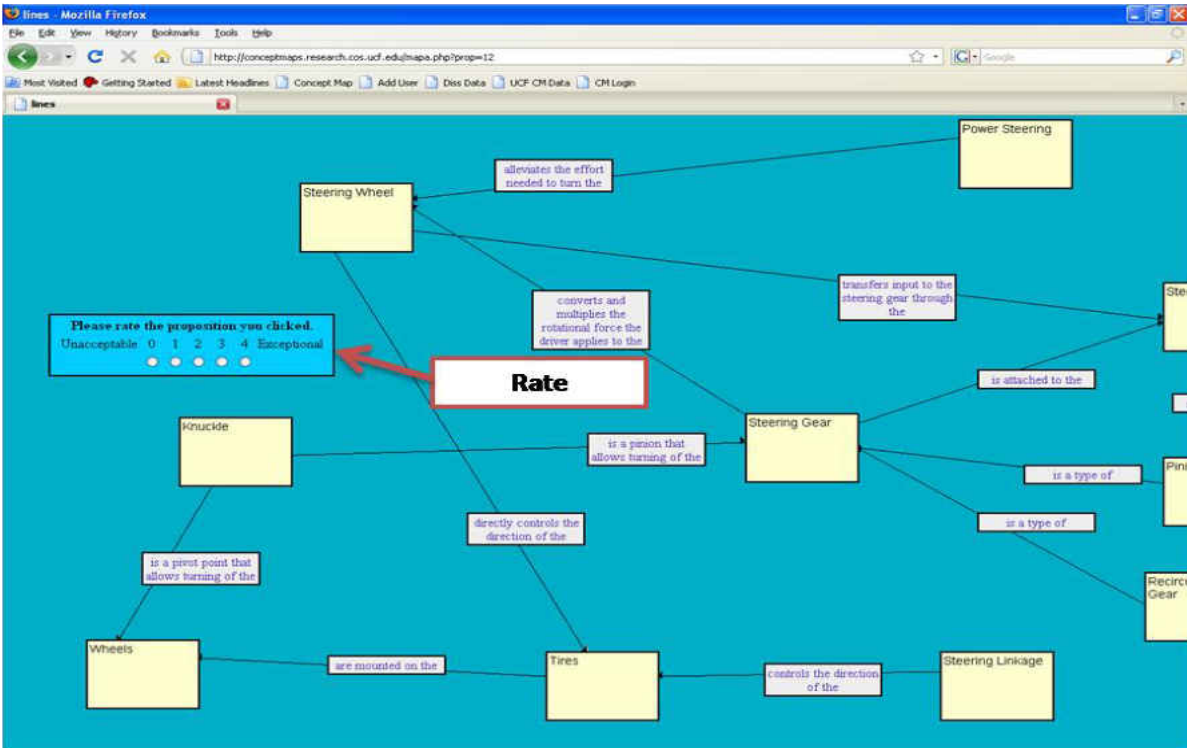 lines - Mozilla Firefox
File Edit View History Bookmarks Tools Help
http://conceptmaps.research.cos.ucf.edu/mapa.php?prop=12
Google
Most Visited Getting Started Latest Headlines Concept Map Add User Diss Data UCF CM Data CM Login
lines
Power Steering
alleviates the effort
needed to turn the
Steering Wheel
transfers input to the
steering gear through
the
converts and
multiplies the
rotational force the
driver applies to the
Please rate the proposition you clicked.
Unacceptable 0 1 2 3 4 Exceptional
Rate
is attached to the
Knuckle
Steering Gear
is a pinion that
allows turning of the
is a type of
directly controls the
direction of the
is a type of
is a pivot point that
allows turning of the
Gear
Wheels
are mounted on the
Tires
controls the direction
of the
Steering Linkage